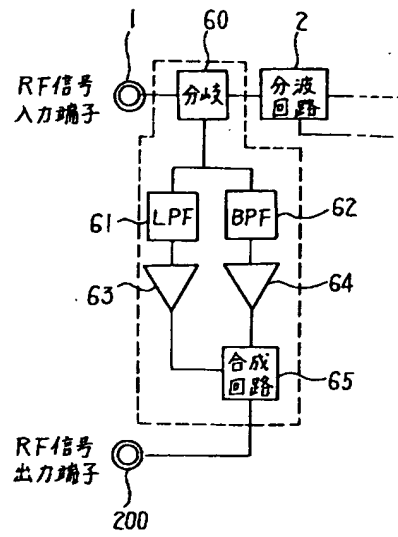 1
60
2
RF信号
入力端子
分岐
分波
回路
61
LPF
BPF
62
63
64
合成
回路
65
RF信号
出力端子
200